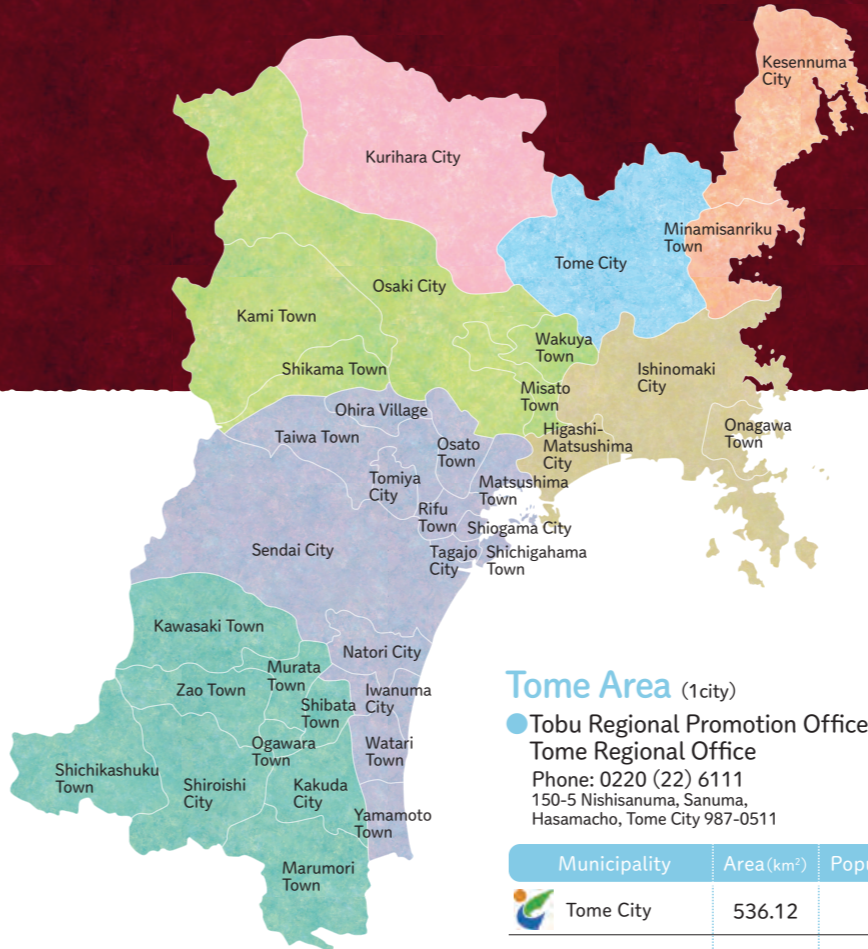 Kesennuma
City
Kurihara City
Minamisanriku
Town
Tome City
Osaki City
Kami Town
Wakuya
Town
Shikama Town
Ishinomaki
City
Misato
Town
Ohira Village
Higashi-
Matsushima
City
Onagawa
Town
Taiwa Town
Osato
Town
Tomiya
City
Matsushima
Town
Rifu
Town
Shiogama City
Sendai City
Tagajo
City
Shichigahama
Town
Kawasaki Town
Natori City
Murata
Town
Zao Town
Iwanuma
City
Shibata
Town
Ogawara
Town
Watari
Town
Shichikashuku
Town
Shiroishi
City
Kakuda
City
Yamamoto
Town
Marumori
Town
Tome Area (1city)
Tobu Regional Promotion Office
Tome Regional Office
Phone: 0220 (22) 6111
150-5 Nishisanuma, Sanuma,
Hasamacho, Tome City 987-0511
Municipality Area(km²) Popu
Tome City 536.12